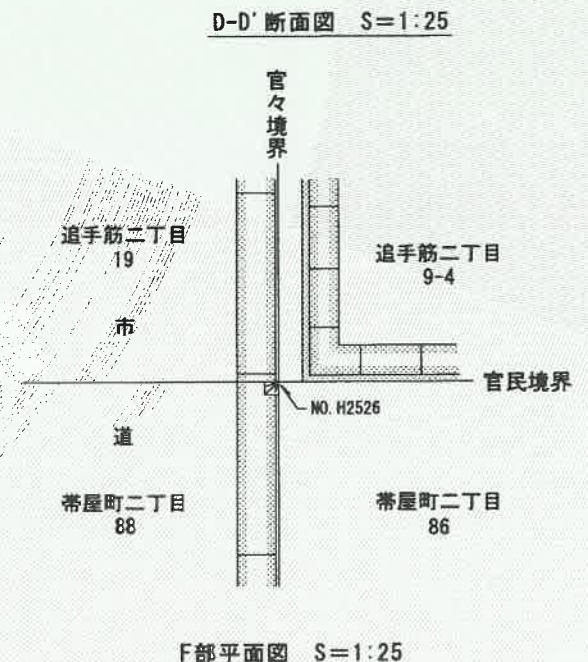 D-D'断面図 S=1:25
官々境界
追手筋二丁目
19
追手筋二丁目
9-4
市
官民境界
NO. H2526
道
帯屋町二丁目
88
帯屋町二丁目
86
F部平面図 S=1:25